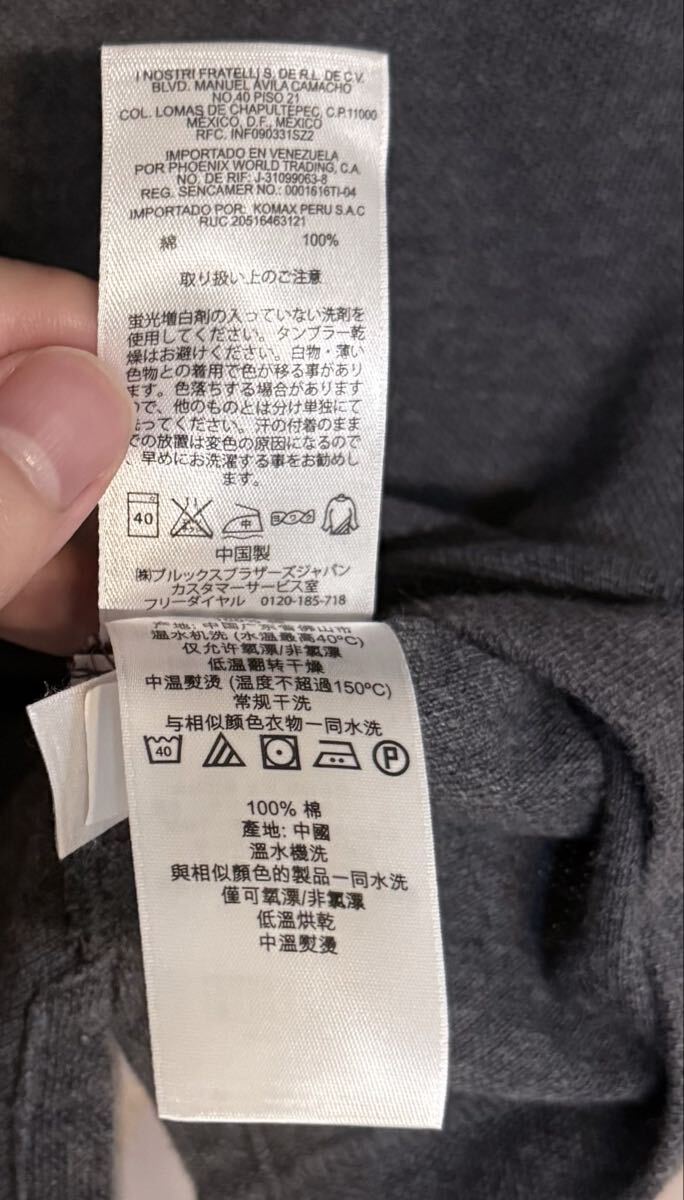 I NOSTRI FRATELLI S. DE R.L. DE C.V.
BLVD. MANUEL AVILA CAMACHO
NO.40 PISO 21
COL. LOMAS DE CHAPULTEPEC, C.P.11000
MEXICO, D.F., MEXICO
RFC. INF090331SZ2
IMPORTADO EN VENEZUELA
POR PHOENIX WORLD TRADING, C.A.
NO. DE RIF: J-31099063-8
REG. SENCAMER NO.: 0001616TI-04
IMPORTADO POR: KOMAX PERU S.A.C
RUC 20516463121
綿 100%
取り扱い上のご注意
蛍光増白剤の入っていない洗剤を
使用してください。タンブラー乾
燥はお避けください。白物・薄い
色物との着用で色が移る事があり
ます。色落ちする場合があります
ので、他のものとは分け単独にて
洗ってください。汗の付着のまま
での放置は変色の原因になるので
、早めにお洗濯する事をお勧めし
ます。
40 中
中国製
㈱ブルックスブラザーズジャパン
カスタマーサービス室
フリーダイヤル 0120-185-718
产地: 中国广东省佛山市
温水机洗 (水温最高40ºC)
仅允许氧漂/非氯漂
低温翻转干燥
中温熨烫 (温度不超過150ºC)
常规干洗
与相似颜色衣物一同水洗
40 P
100% 棉
產地: 中國
溫水機洗
與相似顏色的製品一同水洗
僅可氧漂/非氯漂
低溫烘乾
中溫熨燙